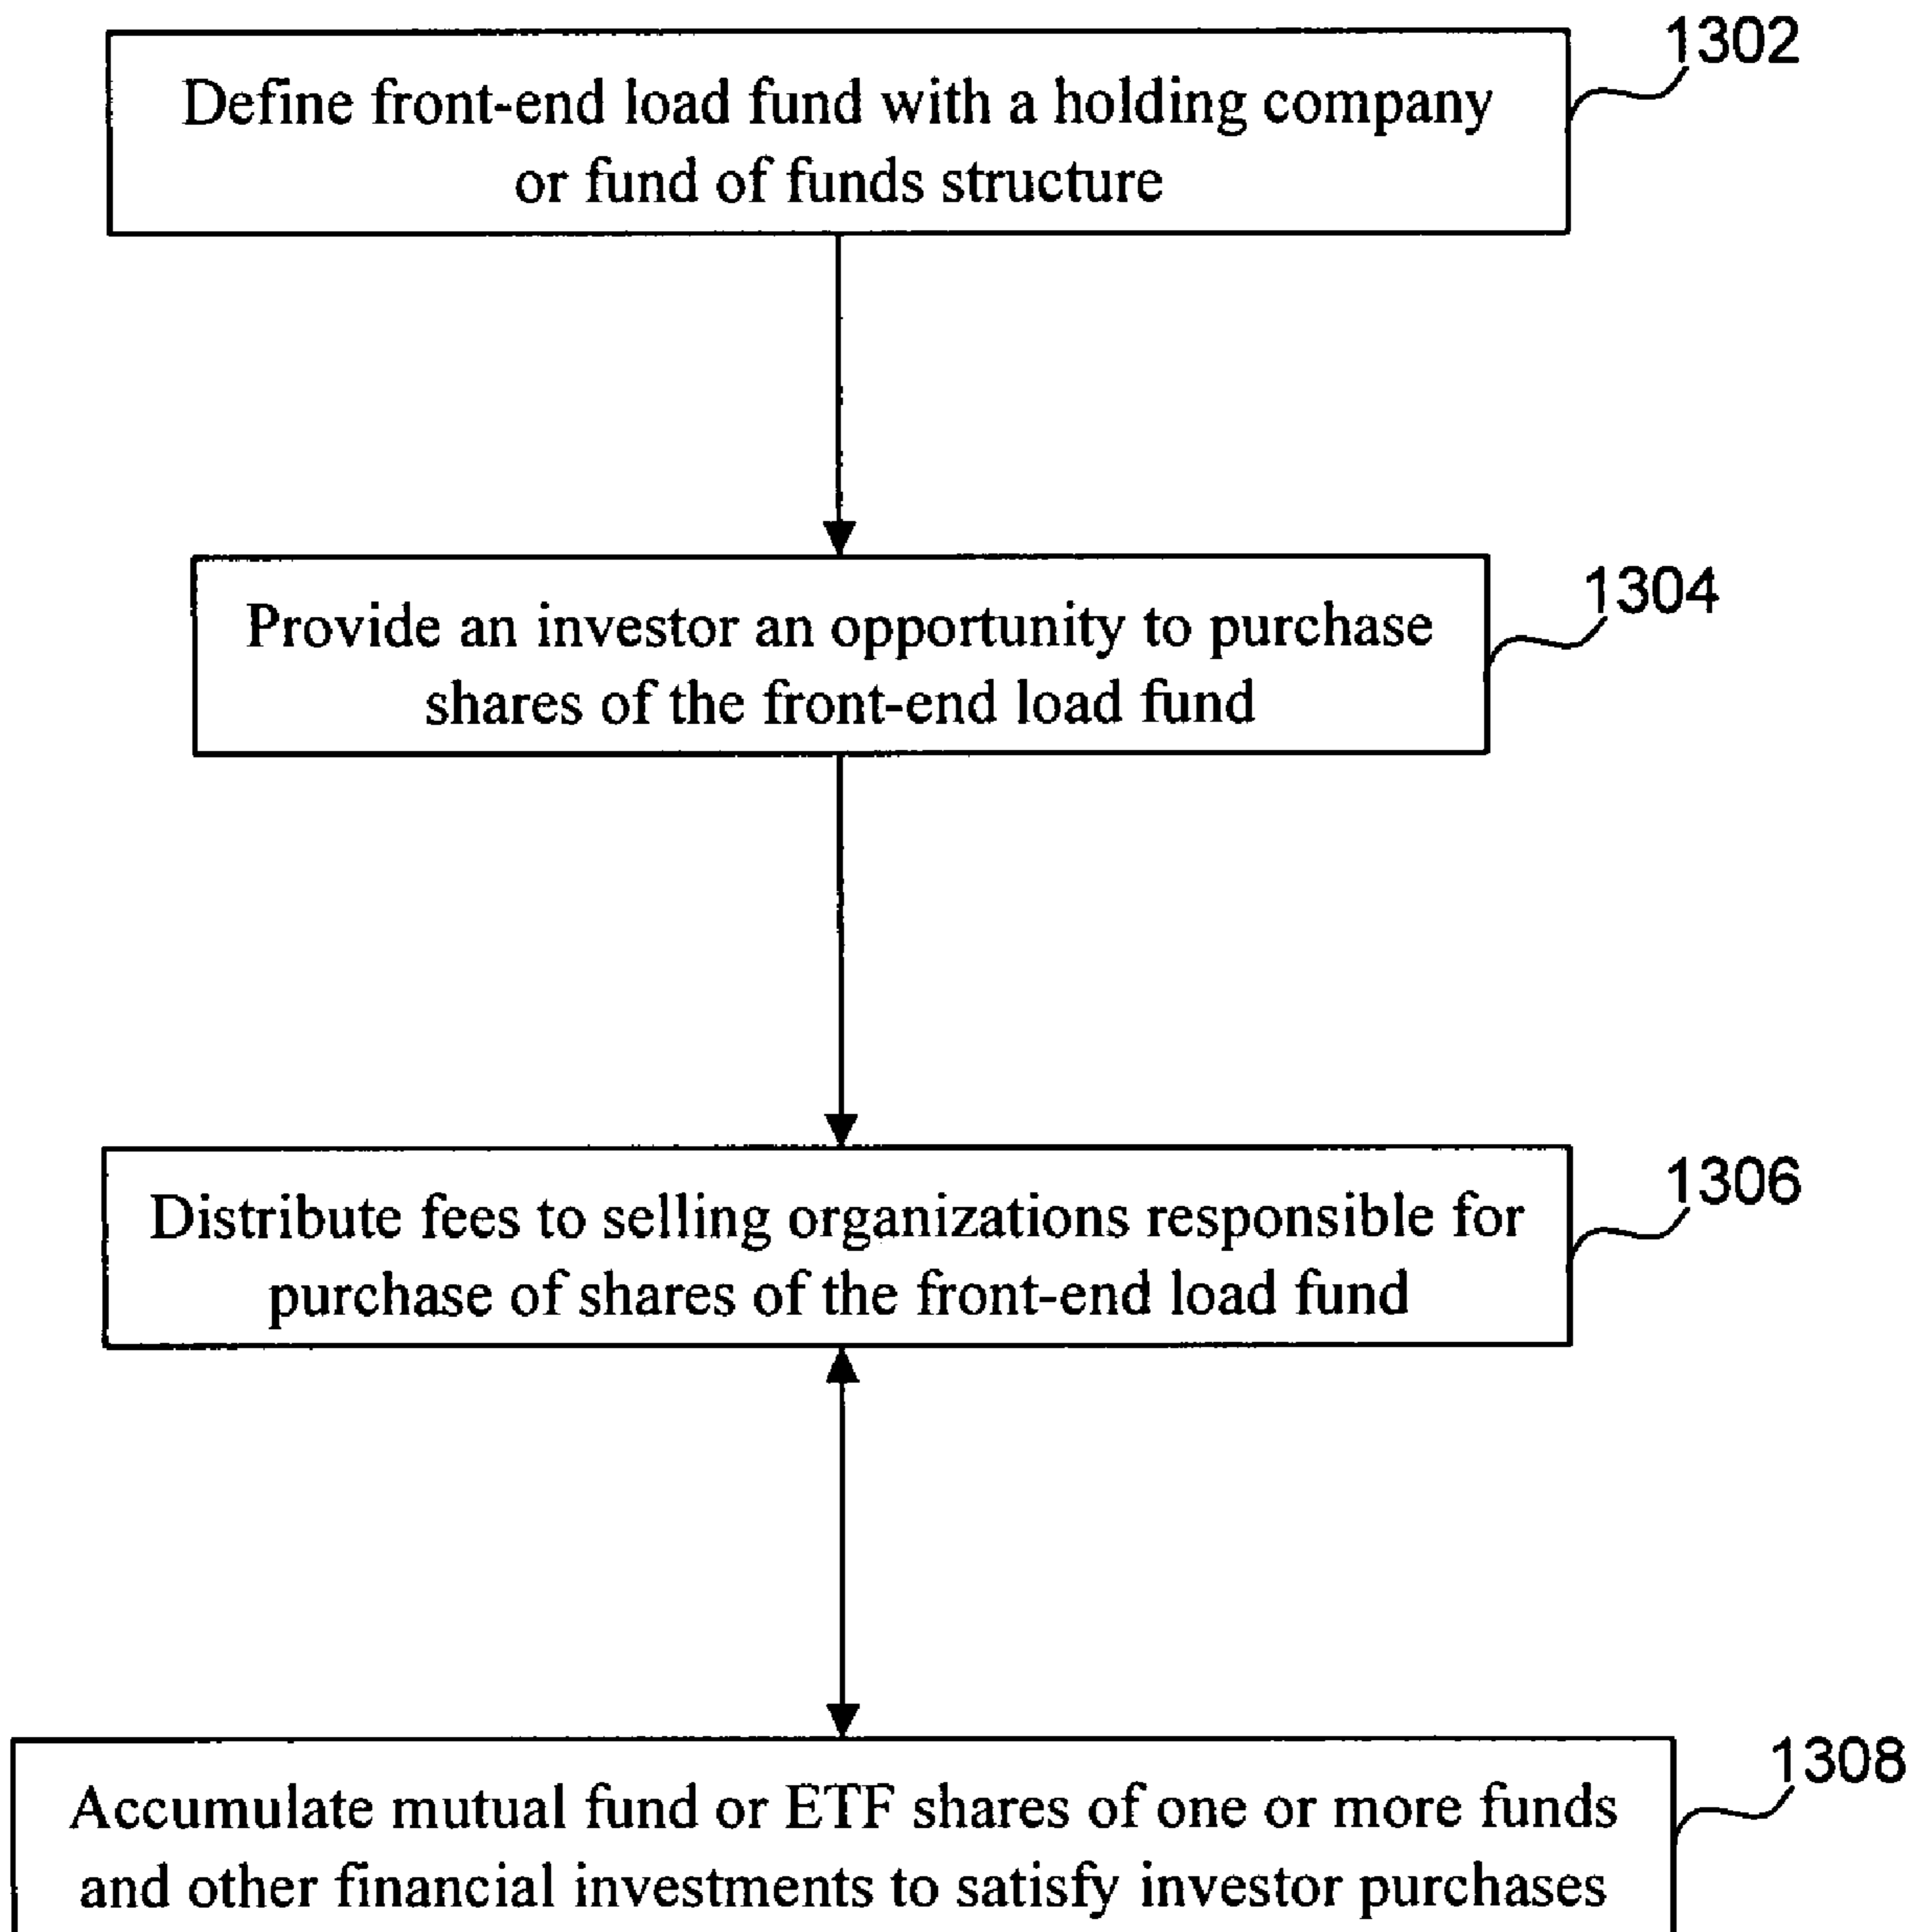 1302
Define front-end load fund with a holding company
or fund of funds structure
1304
Provide an investor an opportunity to purchase
shares of the front-end load fund
1306
Distribute fees to selling organizations responsible for
purchase of shares of the front-end load fund
1308
Accumulate mutual fund or ETF shares of one or more funds
and other financial investments to satisfy investor purchases